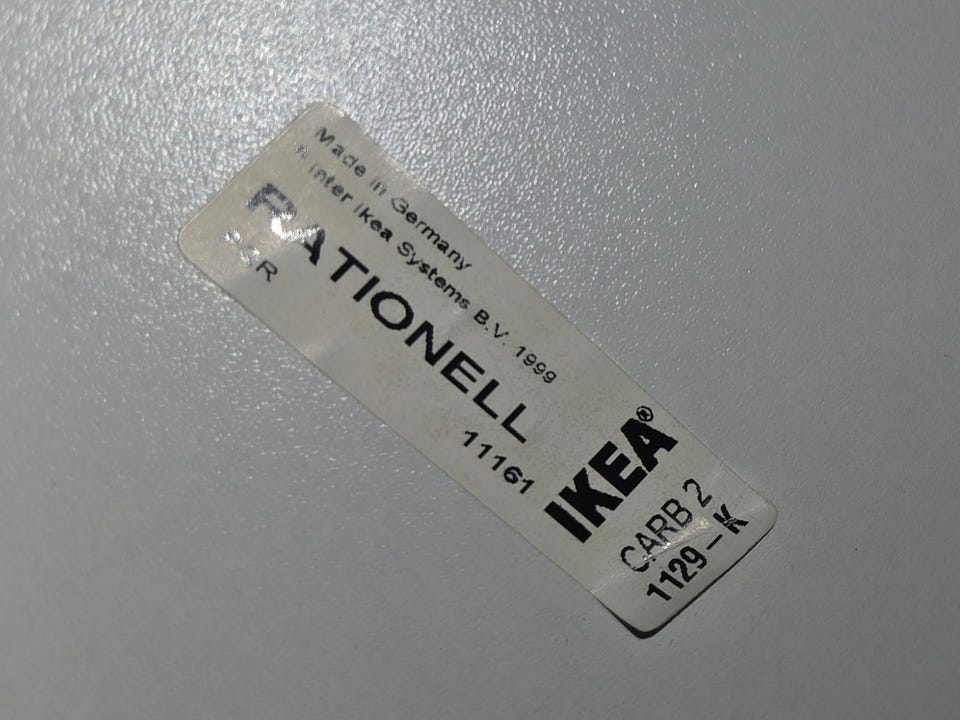 Made in Germany
Inter Ikea Systems B.V. 1999
RATIONELL
R
11161
IKEA®
CARB 2
1129-K